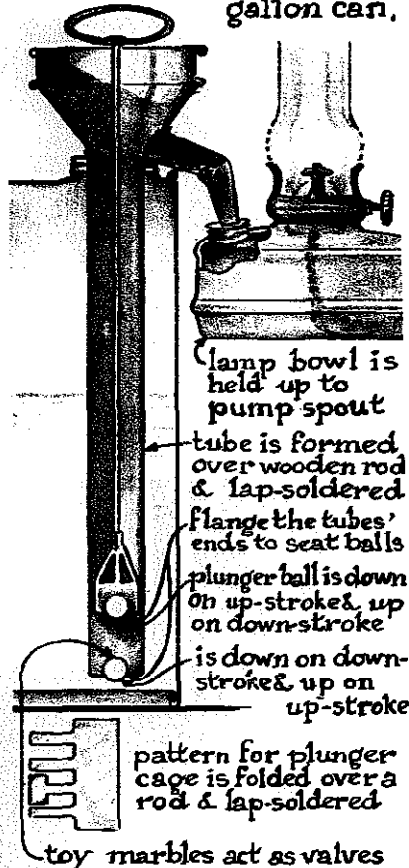 gallon can.
lamp bowl is
held up to
pump spout
tube is formed
over wooden rod
& lap-soldered
flange the tubes'
ends to seat balls
plunger ball is down
on up-stroke & up
on down-stroke
is down on down-
stroke & up on
up-stroke
pattern for plunger
cage is folded over a
rod & lap-soldered
toy marbles act as valves